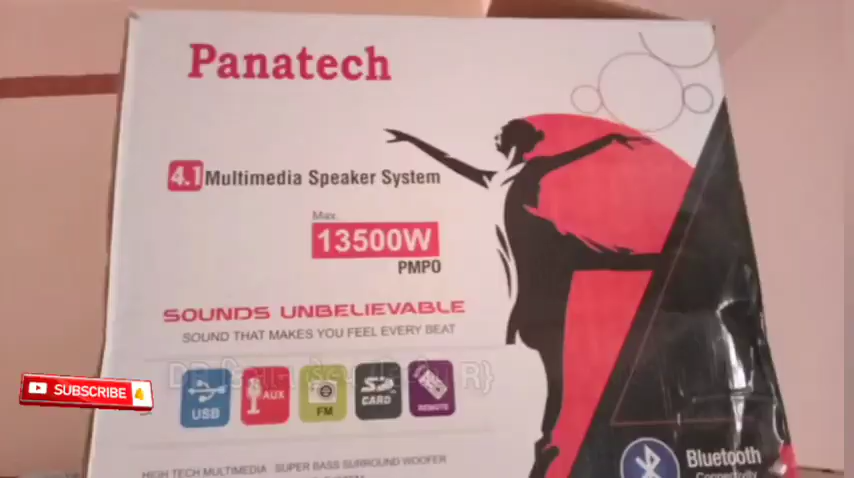 Panatech
4.1 Multimedia Speaker System
Max.
13500W
PMPO
SOUNDS UNBELIEVABLE
SOUND THAT MAKES YOU FEEL EVERY BEAT
SUBSCRIBE
USB
AUX
FM
SD
CARD
REMOTE
HIGH TECH MULTIMEDIA SUPER BASS SURROUND WOOFER
Bluetooth
Connectivity